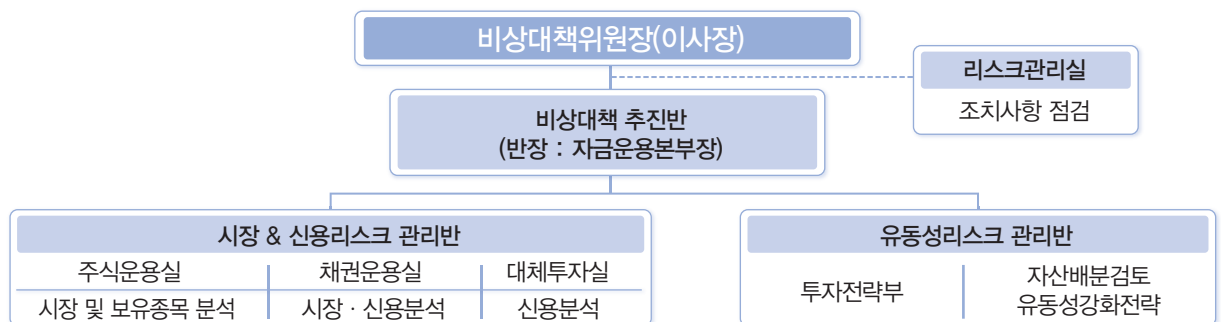 비상대책위원장(이사장)
리스크관리실
조치사항 점검
비상대책 추진반
(반장 : 자금운용본부장)
시장 & 신용리스크 관리반
주식운용실 채권운용실 대체투자실
시장 및 보유종목 분석 시장 · 신용분석 신용분석
유동성리스크 관리반
투자전략부
자산배분검토
유동성강화전략